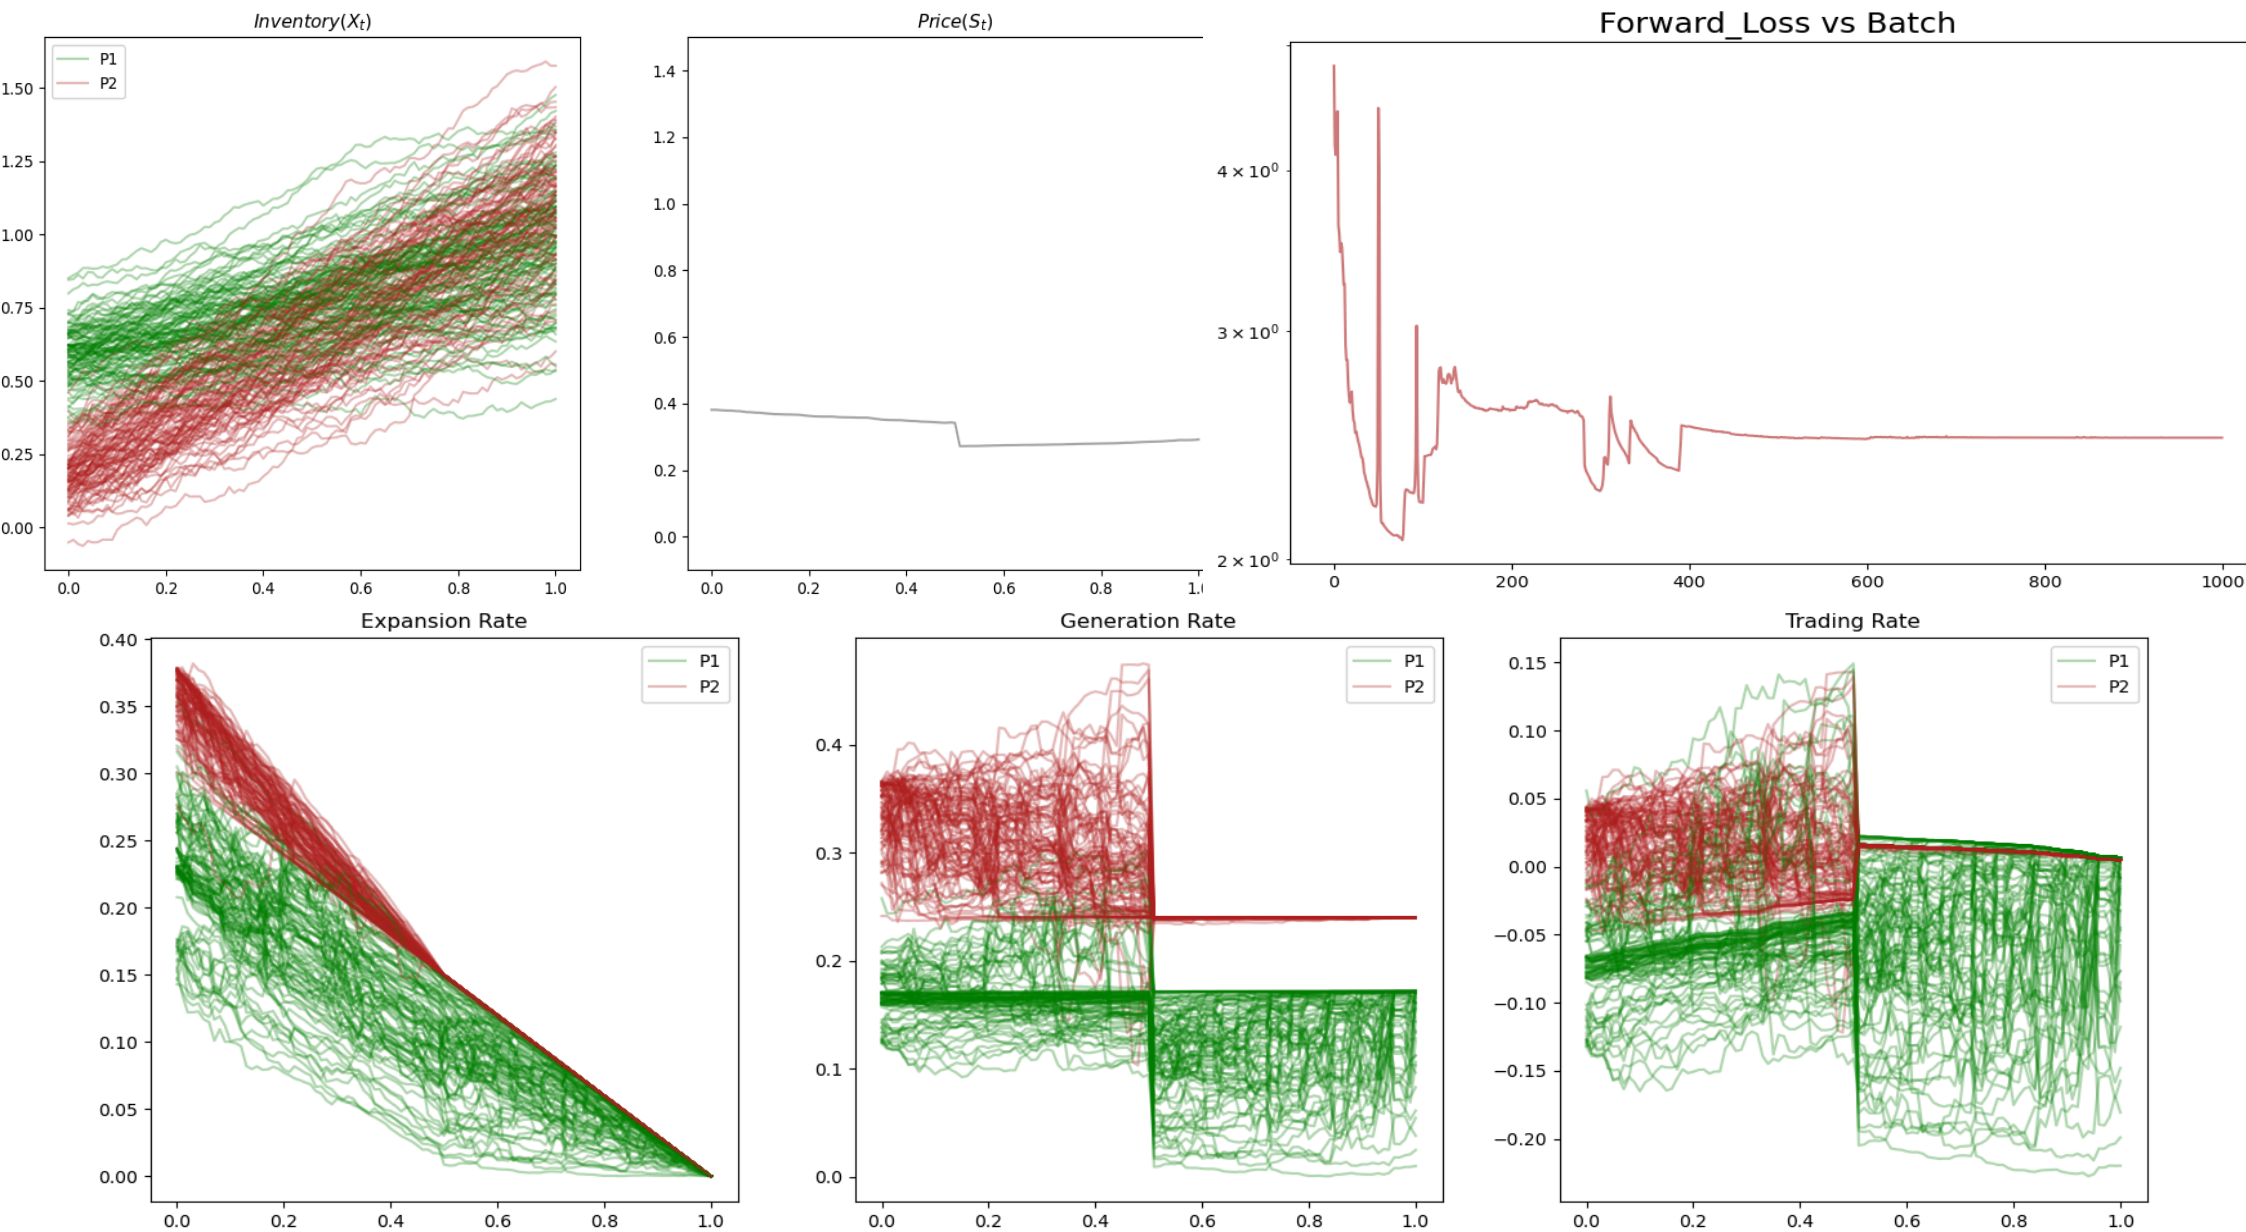 Inventory(Xₜ)
P1
P2
1.50
1.25
1.00
0.75
0.50
0.25
0.00
0.0 0.2 0.4 0.6 0.8 1.0
Price(Sₜ)
1.4
1.2
1.0
0.8
0.6
0.4
0.2
0.0
0.0 0.2 0.4 0.6 0.8
Forward_Loss vs Batch
4 × 10⁰
3 × 10⁰
2 × 10⁰
0 200 400 600 800 1000
Expansion Rate
P1
P2
0.40
0.35
0.30
0.25
0.20
0.15
0.10
0.05
0.00
0.0 0.2 0.4 0.6 0.8 1.0
Generation Rate
P1
P2
0.4
0.3
0.2
0.1
0.0
0.0 0.2 0.4 0.6 0.8 1.0
Trading Rate
P1
P2
0.15
0.10
0.05
0.00
−0.05
−0.10
−0.15
−0.20
0.0 0.2 0.4 0.6 0.8 1.0